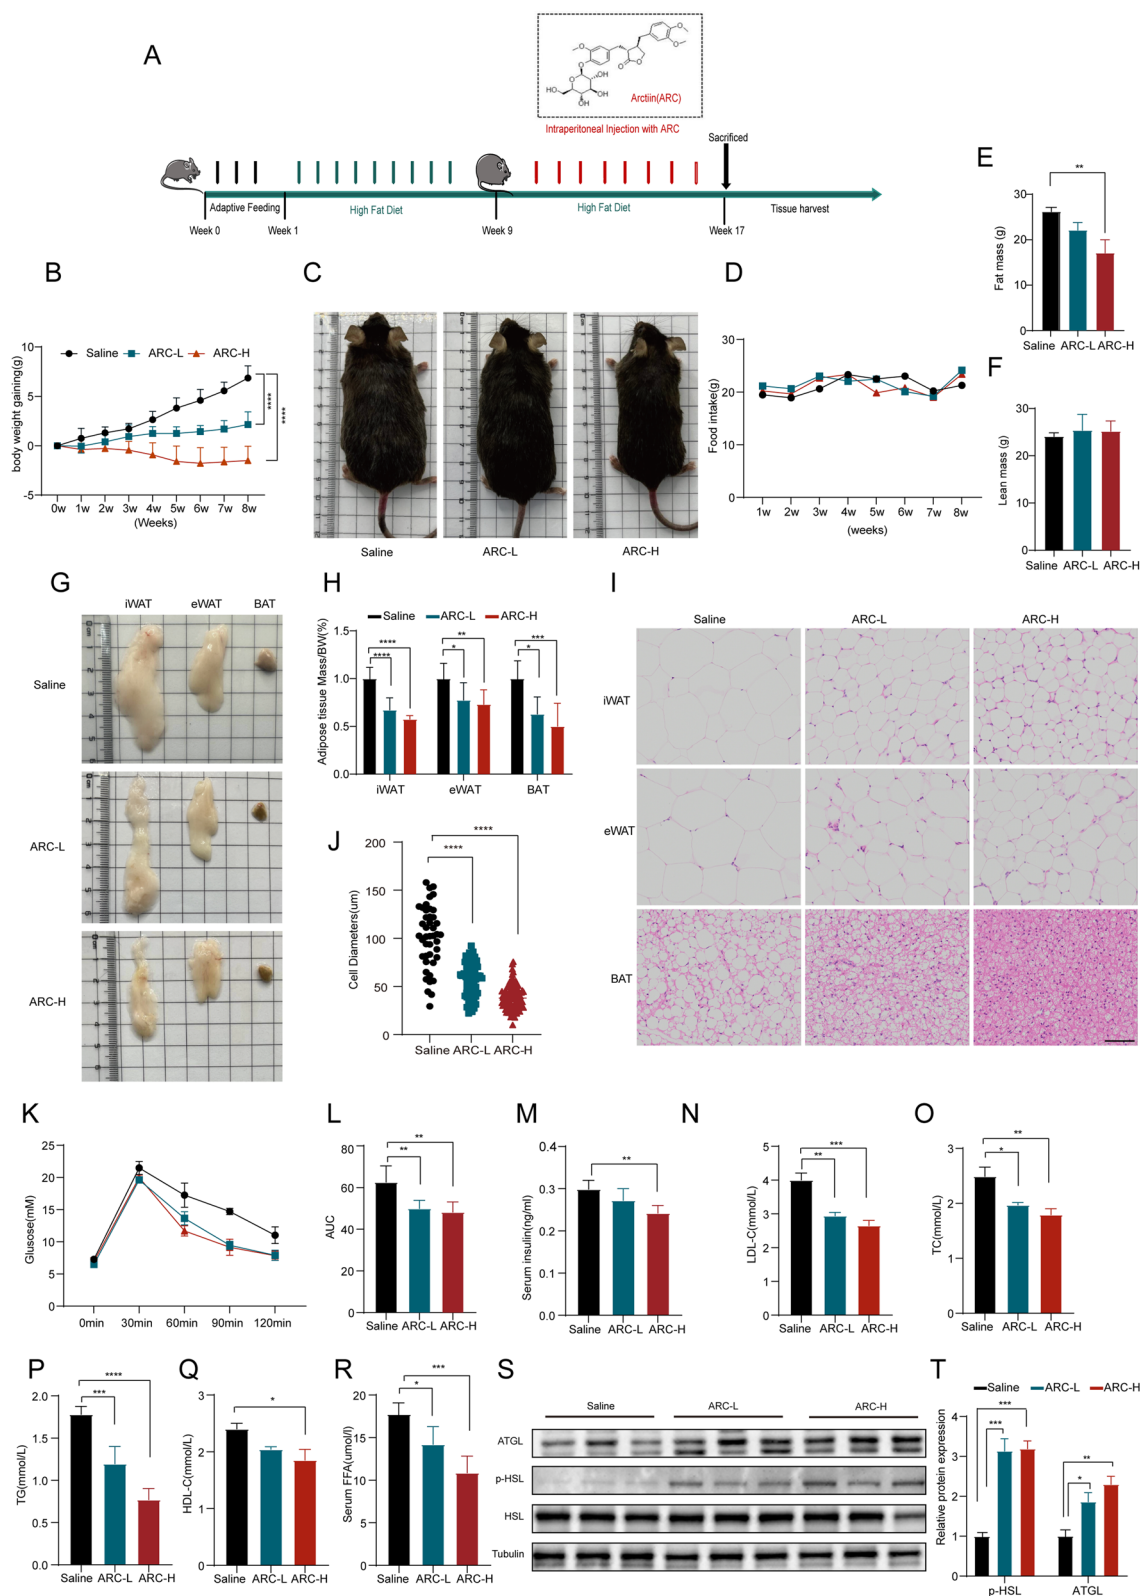 A
OCH₃
Arctiin(ARC)
Intraperitoneal Injection with ARC
Sacrificed
Adaptive Feeding
High Fat Diet
High Fat Diet
Tissue harvest
Week 0
Week 1
Week 9
Week 17
E
Fat mass (g)
**
30
20
10
0
Saline ARC-L ARC-H
B
body weight gaining(g)
Saline ARC-L ARC-H
10
5
0
-5
****
****
0w 1w 2w 3w 4w 5w 6w 7w 8w
(Weeks)
C
Saline
ARC-L
ARC-H
D
Food intake(g)
30
20
10
0
1w 2w 3w 4w 5w 6w 7w 8w
(weeks)
F
Lean mass (g)
30
20
10
0
Saline ARC-L ARC-H
G
iWAT eWAT BAT
Saline
ARC-L
ARC-H
H
Saline ARC-L ARC-H
Adipose tissue Mass/BW(%)
1.5
1.0
0.5
0.0
****
****
**
*
***
*
iWAT eWAT BAT
I
Saline ARC-L ARC-H
iWAT
eWAT
BAT
J
Cell Diameters(um)
200
150
100
50
0
****
****
Saline ARC-L ARC-H
K
Glusose(mM)
25
20
15
10
5
0
0min 30min 60min 90min 120min
L
AUC
80
60
40
20
0
**
**
Saline ARC-L ARC-H
M
Serum insulin(ng/ml)
0.4
0.3
0.2
0.1
0.0
**
Saline ARC-L ARC-H
N
LDL-C(mmol/L)
5
4
3
2
1
0
***
**
Saline ARC-L ARC-H
O
TC(mmol/L)
3
2
1
0
**
*
Saline ARC-L ARC-H
P
TG(mmol/L)
2.0
1.5
1.0
0.5
0.0
****
***
Saline ARC-L ARC-H
Q
HDL-C(mmol/L)
3
2
1
0
*
Saline ARC-L ARC-H
R
Serum FFA(umol/l)
20
15
10
5
0
***
*
Saline ARC-L ARC-H
S
Saline ARC-L ARC-H
ATGL
p-HSL
HSL
Tubulin
T
Saline
ARC-L
ARC-H
Relative protein expression
4
3
2
1
0
***
***
**
*
p-HSL ATGL